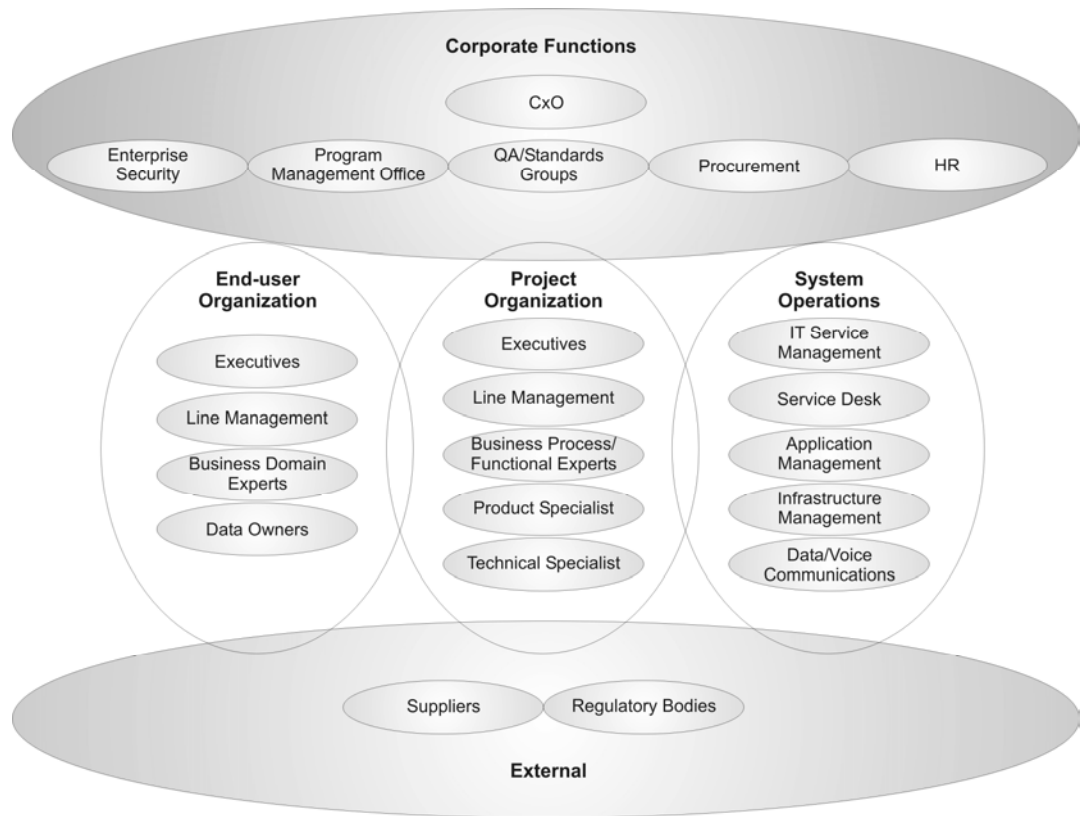 Corporate Functions
CxO
Enterprise
Security
Program
Management Office
QA/Standards
Groups
Procurement
HR
End-user
Organization
Executives
Line Management
Business Domain
Experts
Data Owners
Project
Organization
Executives
Line Management
Business Process/
Functional Experts
Product Specialist
Technical Specialist
System
Operations
IT Service
Management
Service Desk
Application
Management
Infrastructure
Management
Data/Voice
Communications
Suppliers
Regulatory Bodies
External